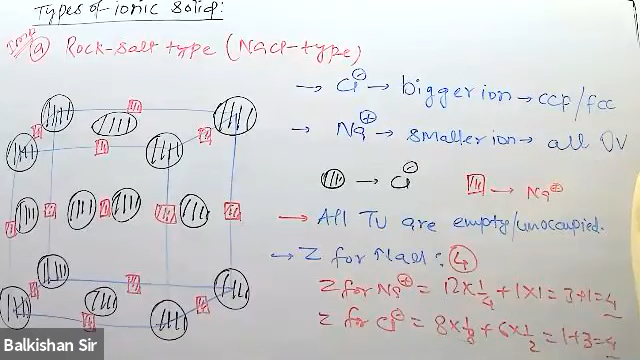 Types of ionic solid:
(a) Rock-salt type (NaCl-type)
→ Cl⊖ → bigger ion → ccp/fcc
→ Na⊕ → smaller ion → all OV
→ Cl⊖ → Na⊕
→ All TV are empty/unoccupied.
→ Z for NaCl : 4
Z for Na⊕ = 12×1/4 + 1×1 = 3+1 = 4
Z for Cl⊖ = 8×1/8 + 6×1/2 = 1+3 = 4
Balkishan Sir